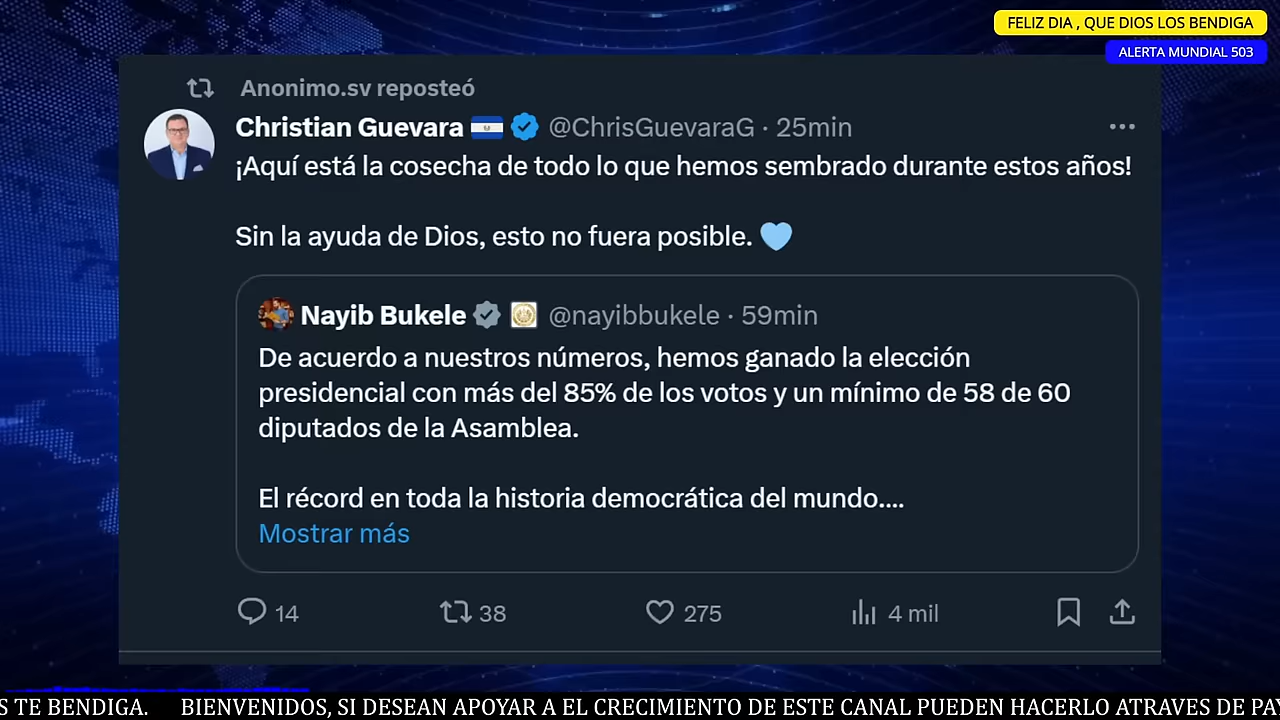 FELIZ DIA , QUE DIOS LOS BENDIGA
ALERTA MUNDIAL 503
Anonimo.sv reposteó
Christian Guevara @ChrisGuevaraG · 25min
¡Aquí está la cosecha de todo lo que hemos sembrado durante estos años!
Sin la ayuda de Dios, esto no fuera posible.
Nayib Bukele @nayibbukele · 59min
De acuerdo a nuestros números, hemos ganado la elección
presidencial con más del 85% de los votos y un mínimo de 58 de 60
diputados de la Asamblea.
El récord en toda la historia democrática del mundo....
Mostrar más
14 38 275 4 mil
S TE BENDIGA. BIENVENIDOS, SI DESEAN APOYAR A EL CRECIMIENTO DE ESTE CANAL PUEDEN HACERLO ATRAVES DE PA